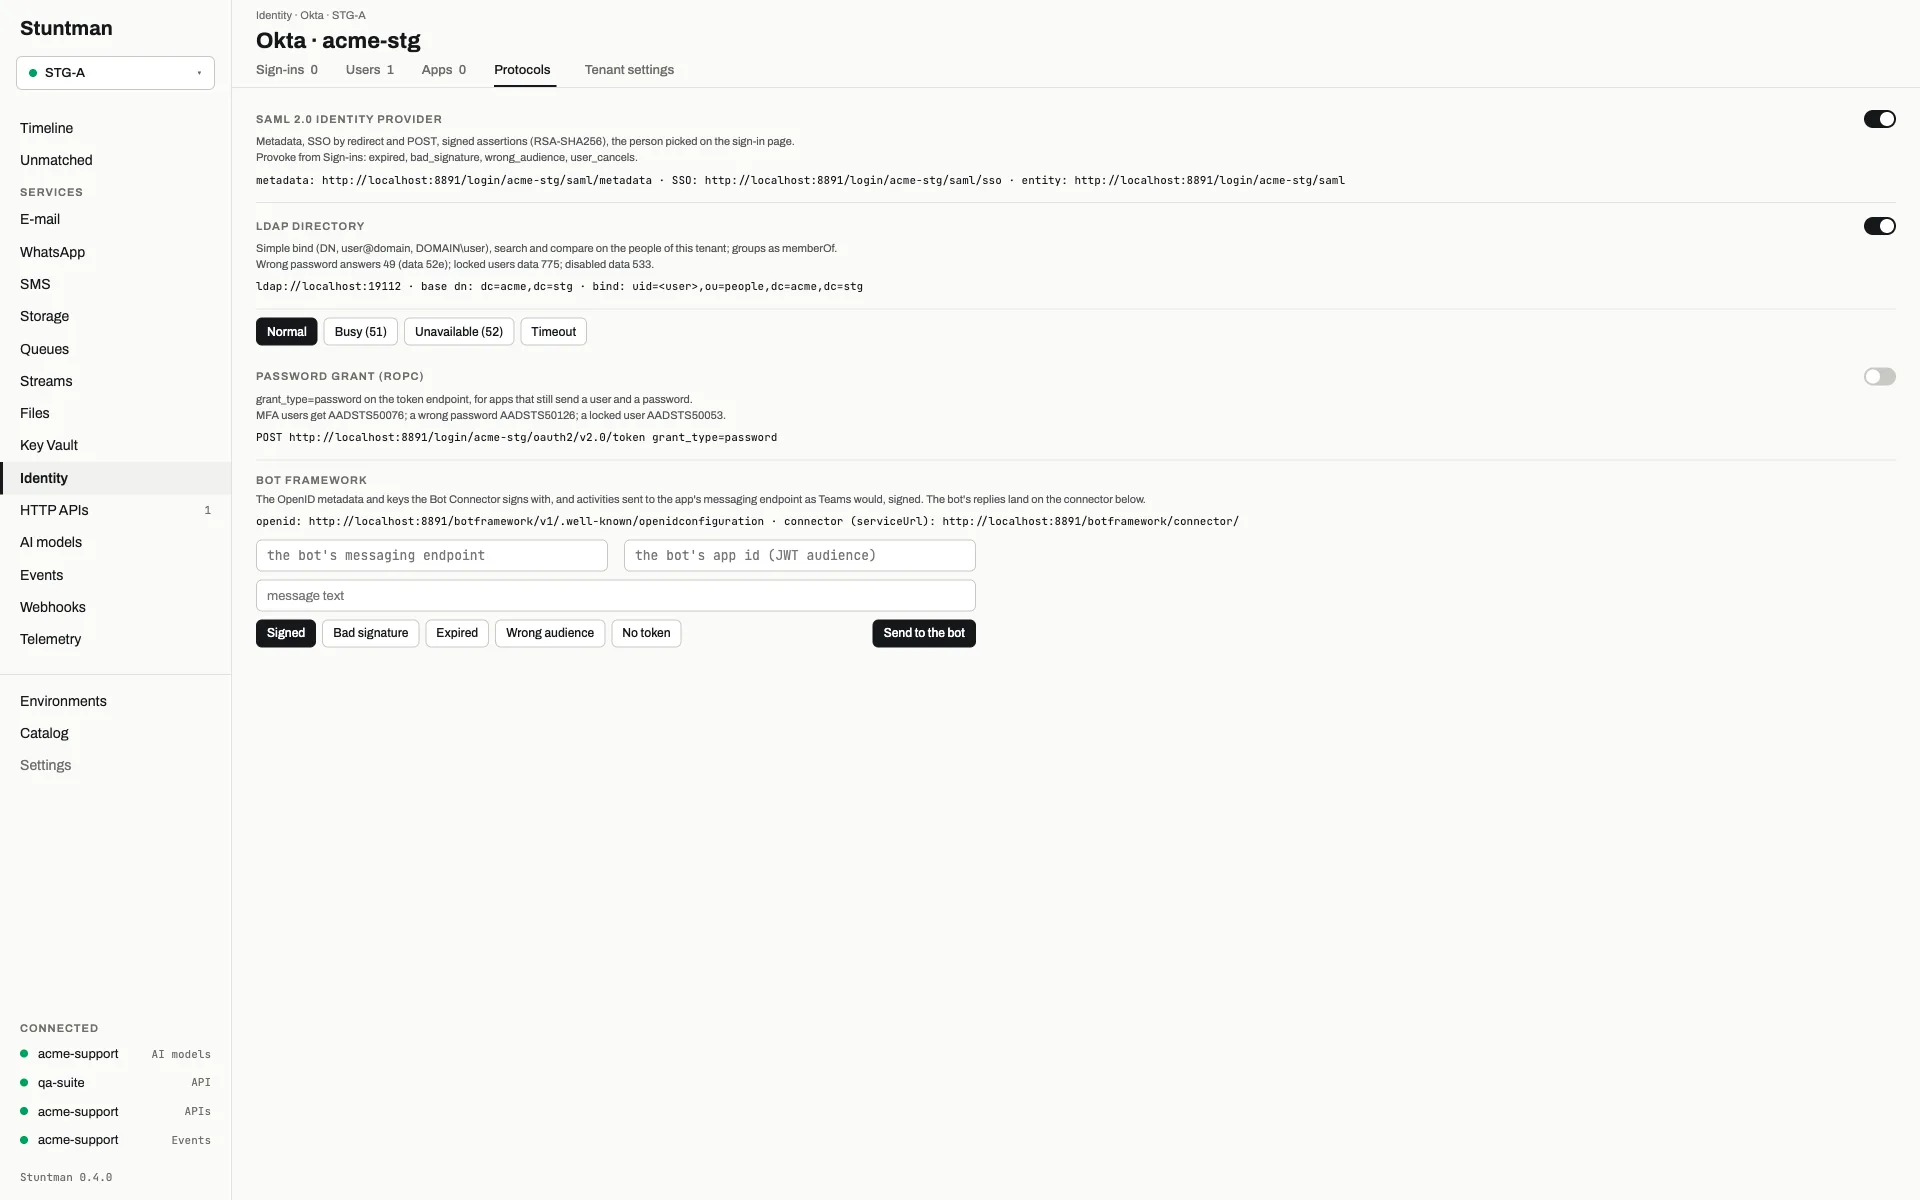 Stuntman
STG-A
Timeline
Unmatched
SERVICES
E-mail
WhatsApp
SMS
Storage
Queues
Streams
Files
Key Vault
Identity
HTTP APIs 1
AI models
Events
Webhooks
Telemetry
Environments
Catalog
Settings
CONNECTED
acme-support AI models
qa-suite API
acme-support APIs
acme-support Events
Stuntman 0.4.0
Identity · Okta · STG-A
Okta · acme-stg
Sign-ins 0 Users 1 Apps 0 Protocols Tenant settings
SAML 2.0 IDENTITY PROVIDER
Metadata, SSO by redirect and POST, signed assertions (RSA-SHA256), the person picked on the sign-in page.
Provoke from Sign-ins: expired, bad_signature, wrong_audience, user_cancels.
metadata: http://localhost:8891/login/acme-stg/saml/metadata · SSO: http://localhost:8891/login/acme-stg/saml/sso · entity: http://localhost:8891/login/acme-stg/saml
LDAP DIRECTORY
Simple bind (DN, user@domain, DOMAIN\user), search and compare on the people of this tenant; groups as memberOf.
Wrong password answers 49 (data 52e); locked users data 775; disabled data 533.
ldap://localhost:19112 · base dn: dc=acme,dc=stg · bind: uid=<user>,ou=people,dc=acme,dc=stg
Normal Busy (51) Unavailable (52) Timeout
PASSWORD GRANT (ROPC)
grant_type=password on the token endpoint, for apps that still send a user and a password.
MFA users get AADSTS50076; a wrong password AADSTS50126; a locked user AADSTS50053.
POST http://localhost:8891/login/acme-stg/oauth2/v2.0/token grant_type=password
BOT FRAMEWORK
The OpenID metadata and keys the Bot Connector signs with, and activities sent to the app's messaging endpoint as Teams would, signed. The bot's replies land on the connector below.
openid: http://localhost:8891/botframework/v1/.well-known/openidconfiguration · connector (serviceUrl): http://localhost:8891/botframework/connector/
the bot's messaging endpoint the bot's app id (JWT audience)
message text
Signed Bad signature Expired Wrong audience No token Send to the bot